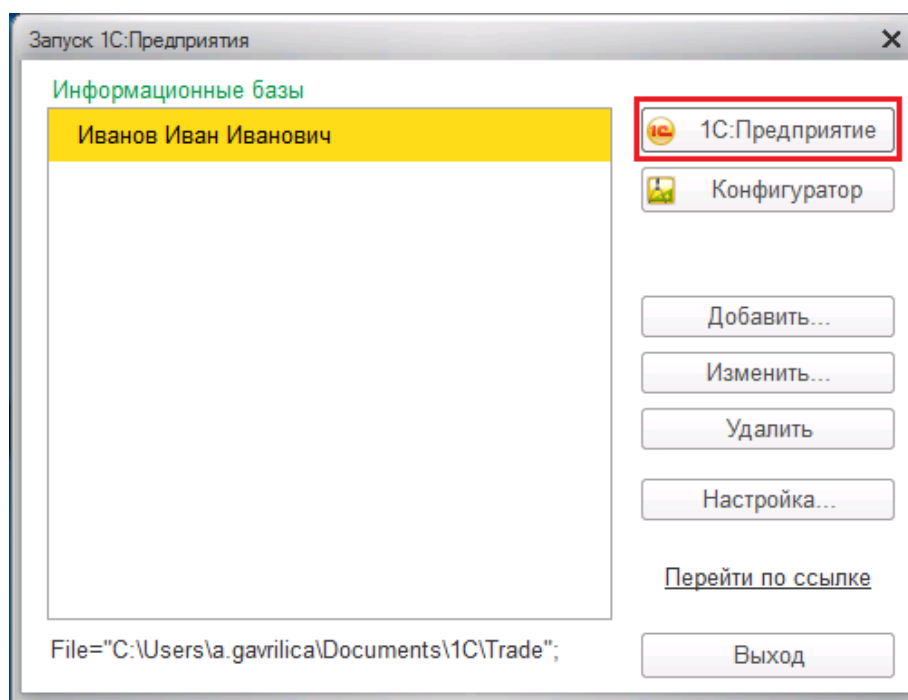 Запуск 1С:Предприятия
Информационные базы
Иванов Иван Иванович
1С:Предприятие
Конфигуратор
Добавить...
Изменить...
Удалить
Настройка...
Перейти по ссылке
File="C:\Users\a.gavrilica\Documents\1C\Trade";
Выход